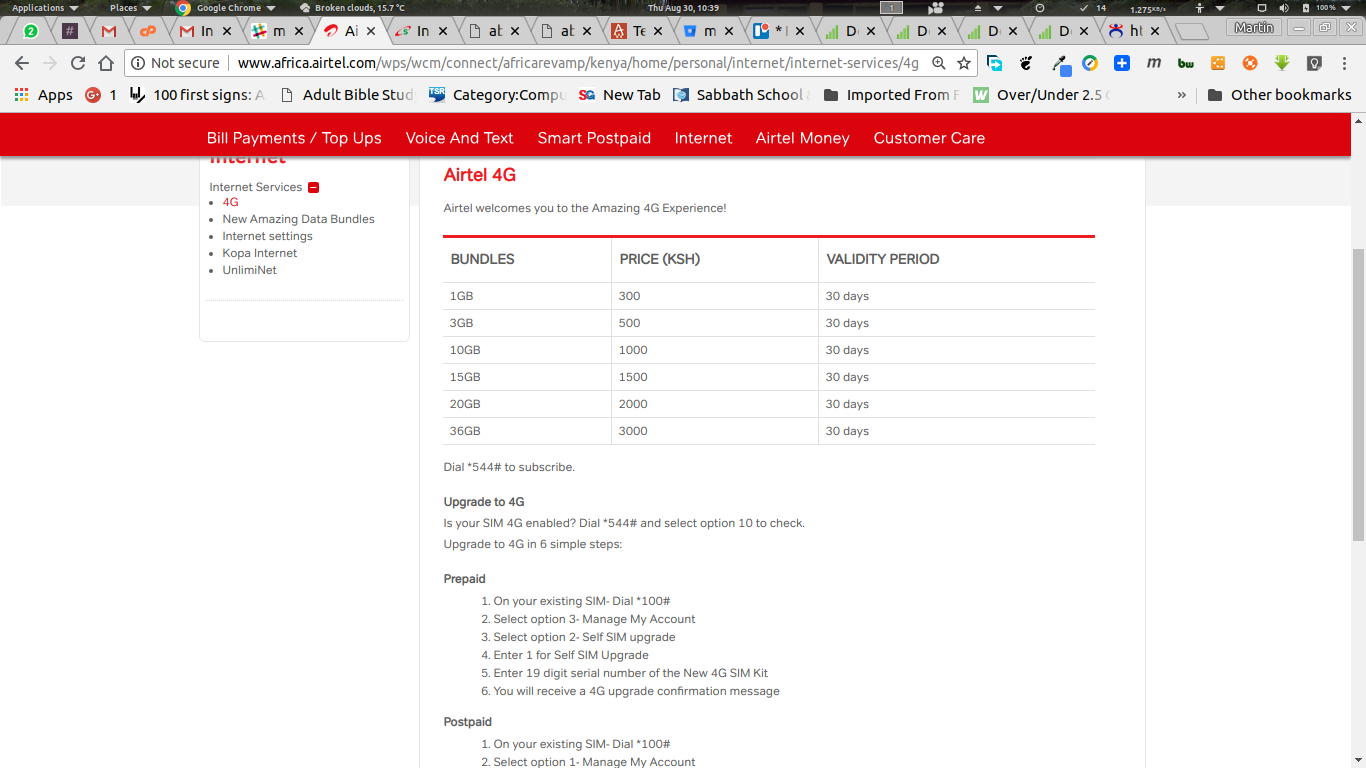 Applications Places Google Chrome Broken clouds, 15.7 °C Thu Aug 30, 10:39 1 14 1.275KB/s 100%
2 # In m Ai In ab ab Te m * D D D D ht Martin
Not secure www.africa.airtel.com/wps/wcm/connect/africarevamp/kenya/home/personal/internet/internet-services/4g
Apps 1 100 first signs: A Adult Bible Stud Category:Compu New Tab Sabbath School Imported From F Over/Under 2.5 » Other bookmarks
Bill Payments / Top Ups Voice And Text Smart Postpaid Internet Airtel Money Customer Care
Internet
Internet Services
4G
New Amazing Data Bundles
Internet settings
Kopa Internet
UnlimiNet
Airtel 4G
Airtel welcomes you to the Amazing 4G Experience!
BUNDLES PRICE (KSH) VALIDITY PERIOD
1GB 300 30 days
3GB 500 30 days
10GB 1000 30 days
15GB 1500 30 days
20GB 2000 30 days
36GB 3000 30 days
Dial *544# to subscribe.
Upgrade to 4G
Is your SIM 4G enabled? Dial *544# and select option 10 to check.
Upgrade to 4G in 6 simple steps:
Prepaid
1. On your existing SIM- Dial *100#
2. Select option 3- Manage My Account
3. Select option 2- Self SIM upgrade
4. Enter 1 for Self SIM Upgrade
5. Enter 19 digit serial number of the New 4G SIM Kit
6. You will receive a 4G upgrade confirmation message
Postpaid
1. On your existing SIM- Dial *100#
2. Select option 1- Manage My Account